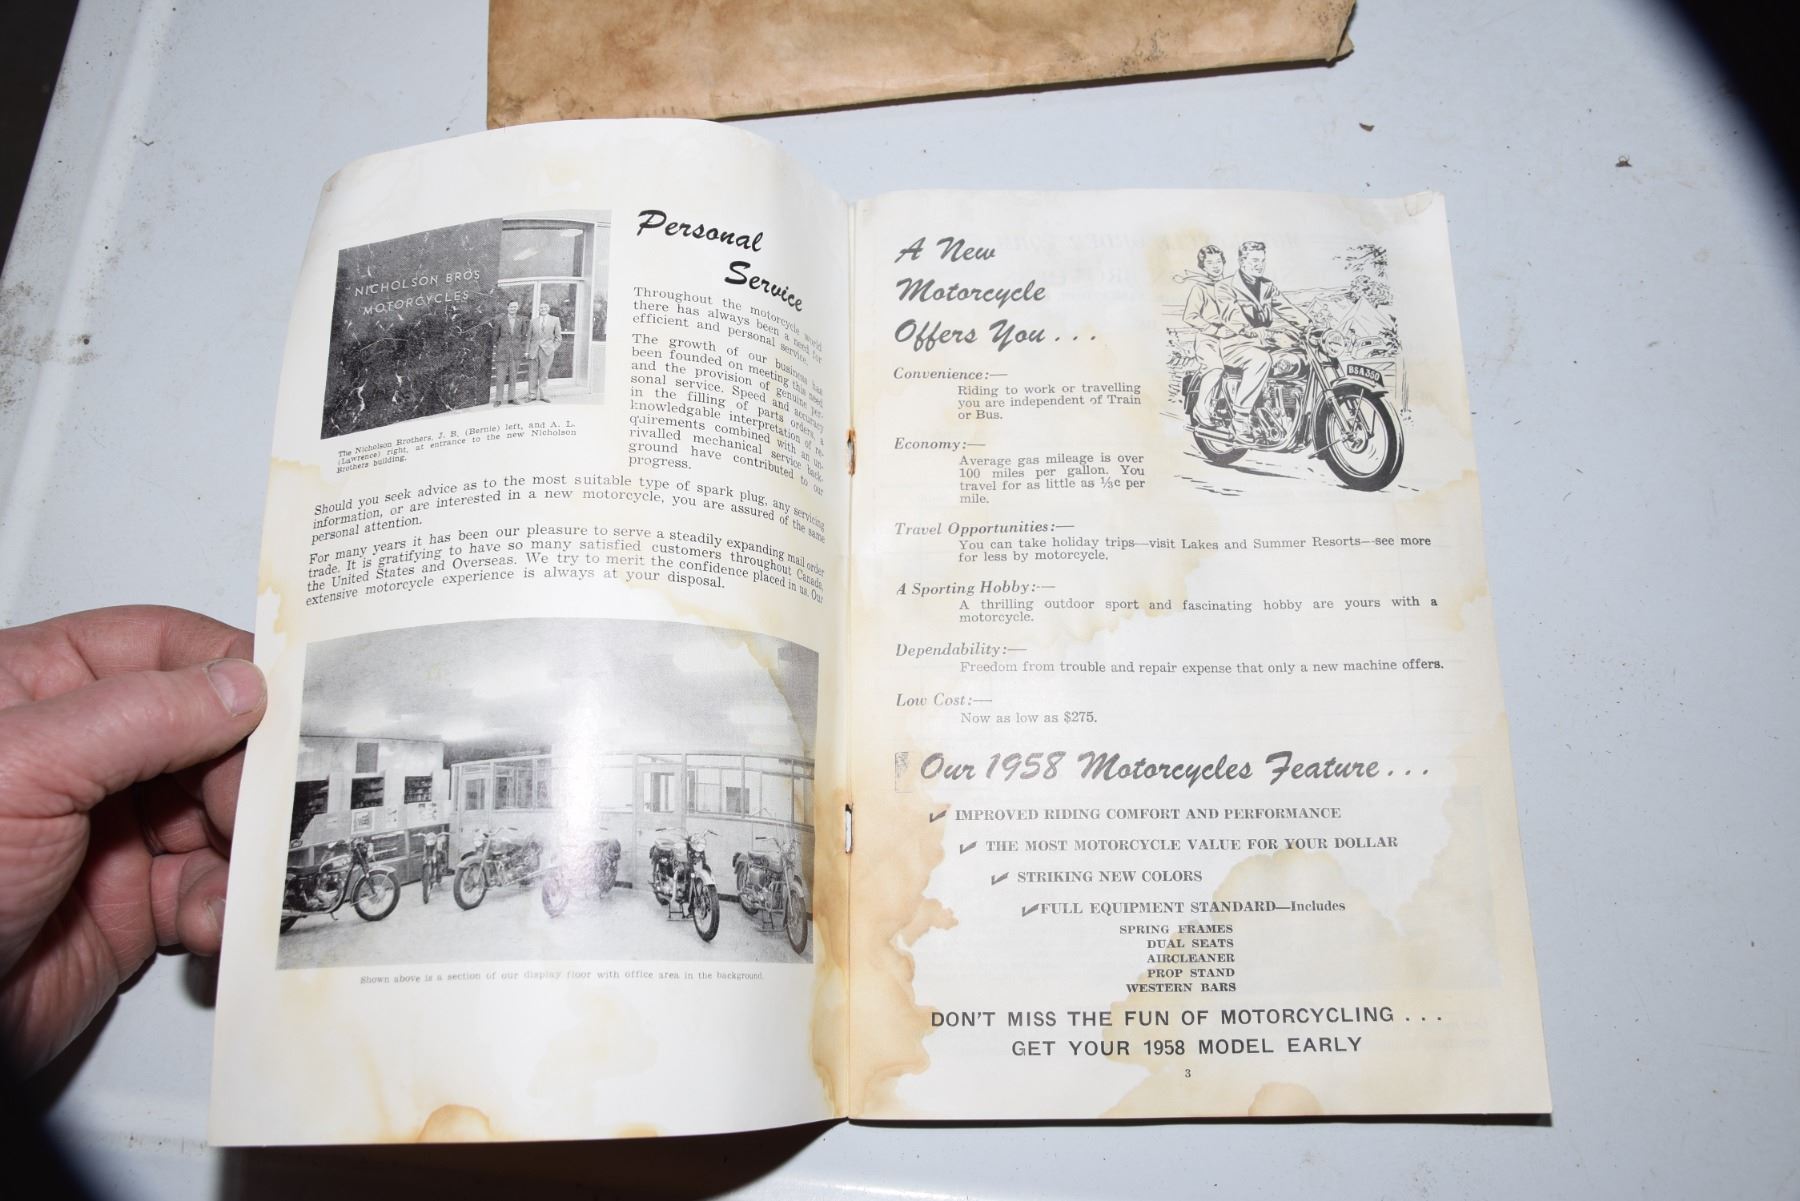 NICHOLSON BROS
MOTORCYCLES
The Nicholson Brothers, J. B. (Bernie) left, and A. L.
(Lawrence) right, at entrance to the new Nicholson
Brothers building.
Personal
Service
Throughout the motorcycle world
there has always been a need for
efficient and personal service.
The growth of our business has
been founded on meeting this need
and the provision of genuine per-
sonal service. Speed and accuracy
in the filling of parts orders, a
knowledgable interpretation of re-
quirements combined with an un-
rivalled mechanical service back-
ground have contributed to our
progress.
Should you seek advice as to the most suitable type of spark plug, any servicing
information, or are interested in a new motorcycle, you are assured of the same
personal attention.
For many years it has been our pleasure to serve a steadily expanding mail order
trade. It is gratifying to have so many satisfied customers throughout Canada,
the United States and Overseas. We try to merit the confidence placed in us. Our
extensive motorcycle experience is always at your disposal.
Shown above is a section of our display floor with office area in the background.
A New
Motorcycle
Offers You . . .
BSA 350
Convenience:—
Riding to work or travelling
you are independent of Train
or Bus.
Economy:—
Average gas mileage is over
100 miles per gallon. You
travel for as little as ⅓c per
mile.
Travel Opportunities:—
You can take holiday trips—visit Lakes and Summer Resorts—see more
for less by motorcycle.
A Sporting Hobby:—
A thrilling outdoor sport and fascinating hobby are yours with a
motorcycle.
Dependability:—
Freedom from trouble and repair expense that only a new machine offers.
Low Cost:—
Now as low as $275.
Our 1958 Motorcycles Feature . . .
✓ IMPROVED RIDING COMFORT AND PERFORMANCE
✓ THE MOST MOTORCYCLE VALUE FOR YOUR DOLLAR
✓ STRIKING NEW COLORS
✓ FULL EQUIPMENT STANDARD—Includes
SPRING FRAMES
DUAL SEATS
AIRCLEANER
PROP STAND
WESTERN BARS
DON'T MISS THE FUN OF MOTORCYCLING . . .
GET YOUR 1958 MODEL EARLY
3